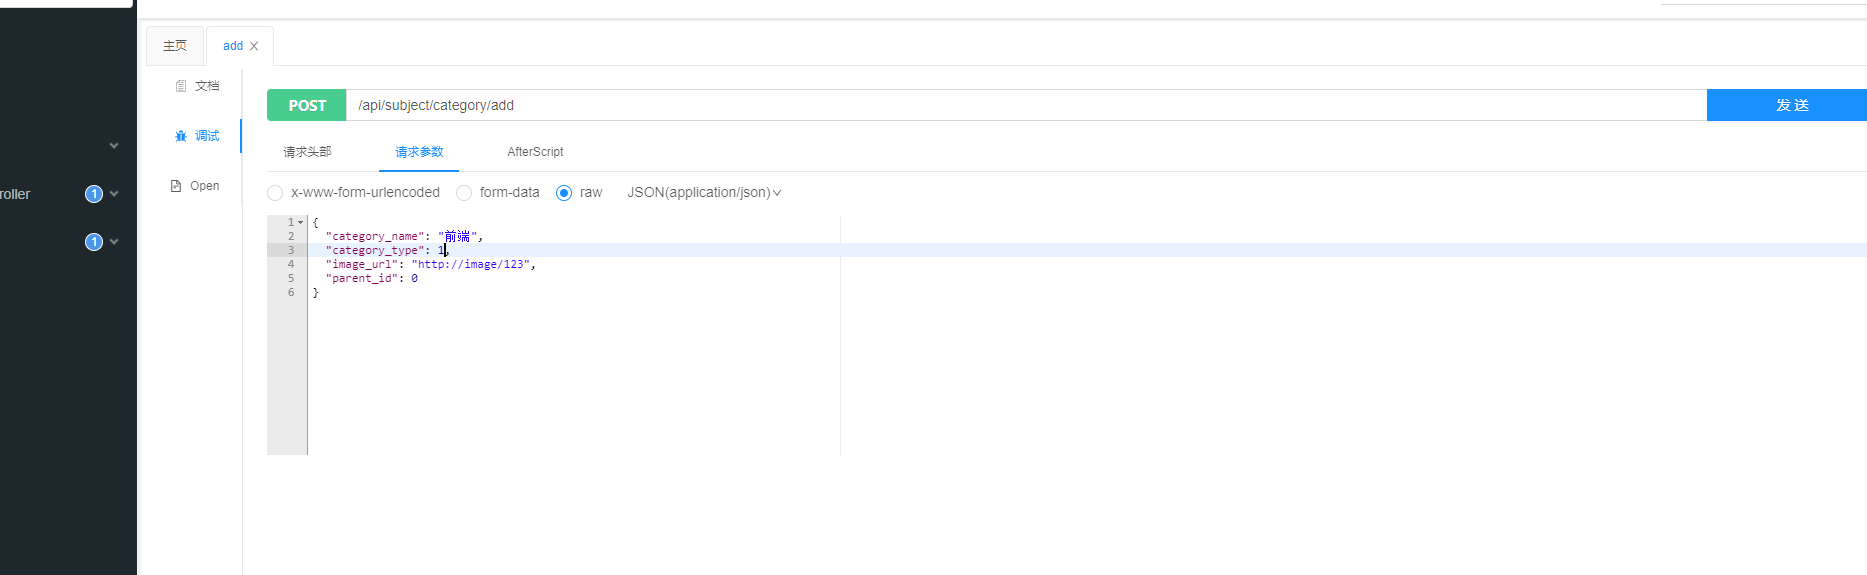 主页
add
文档
调试
Open
roller
1
1
POST
/api/subject/category/add
发 送
请求头部
请求参数
AfterScript
x-www-form-urlencoded
form-data
raw
JSON(application/json)
1 {
2 "category_name": "前端",
3 "category_type": 1,
4 "image_url": "http://image/123",
5 "parent_id": 0
6 }